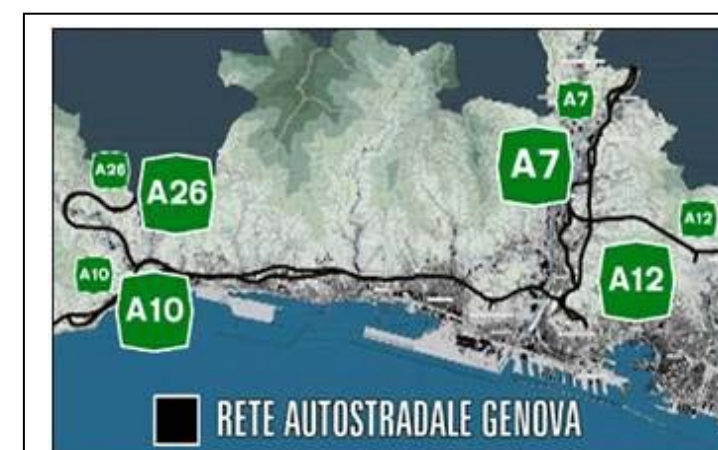 A7
A7
A26
A26
A12
A10
A12
A10
RETE AUTOSTRADALE GENOVA